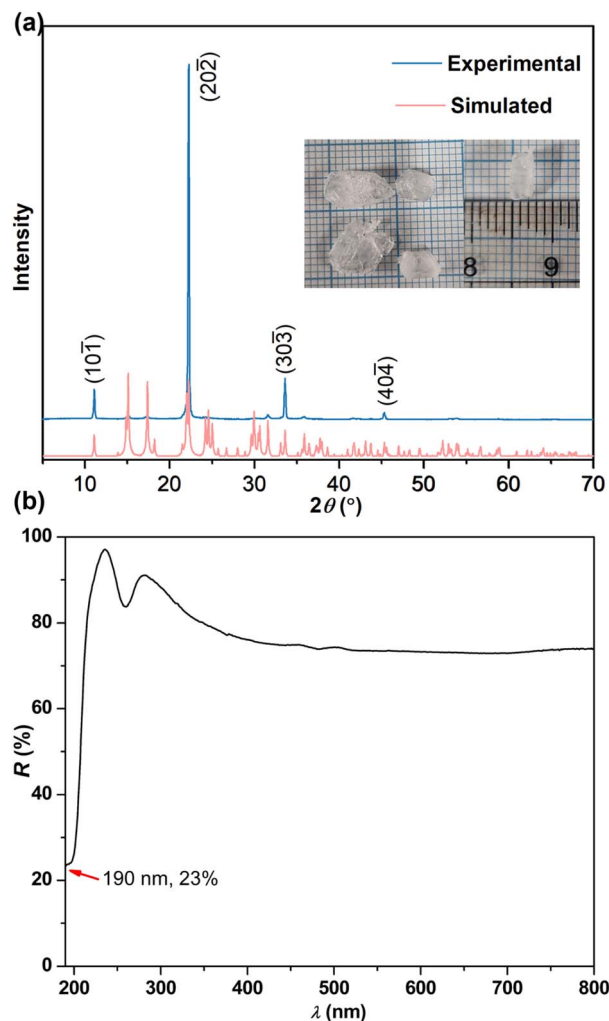 (a)
Experimental
Simulated
(202̅)
(101̅)
(303̅)
(404̅)
8 9
Intensity
10 20 30 40 50 60 70
2θ (°)
(b)
100
80
60
40
20
0
R (%)
190 nm, 23%
200 300 400 500 600 700 800
λ (nm)